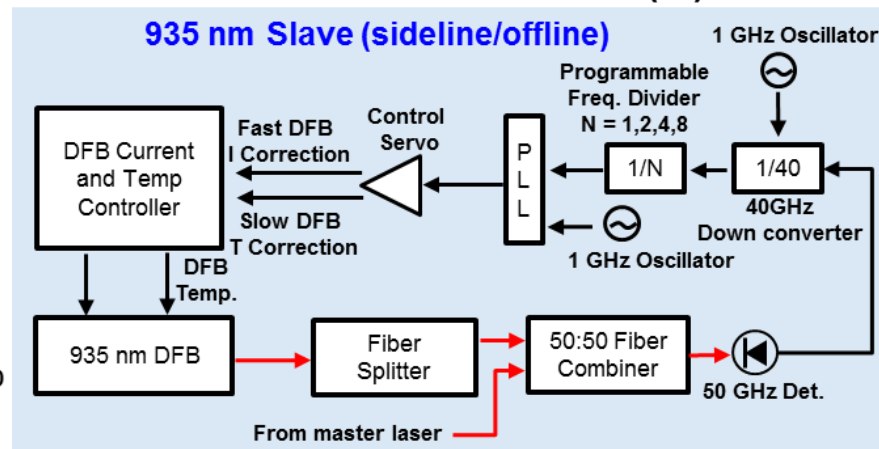 935 nm Slave (sideline/offline)
1 GHz Oscillator
Programmable
Freq. Divider
N = 1,2,4,8
Control
Servo
Fast DFB
I Correction
DFB Current
and Temp
Controller
P
L
L
1/N
1/40
40GHz
Down converter
Slow DFB
T Correction
1 GHz Oscillator
DFB
Temp.
935 nm DFB
Fiber
Splitter
50:50 Fiber
Combiner
50 GHz Det.
From master laser